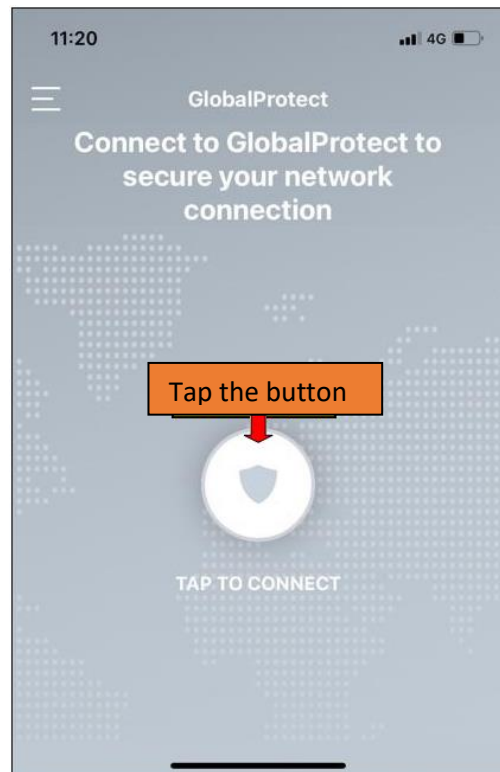 11:20
4G
GlobalProtect
Connect to GlobalProtect to
secure your network
connection
Tap the button
TAP TO CONNECT